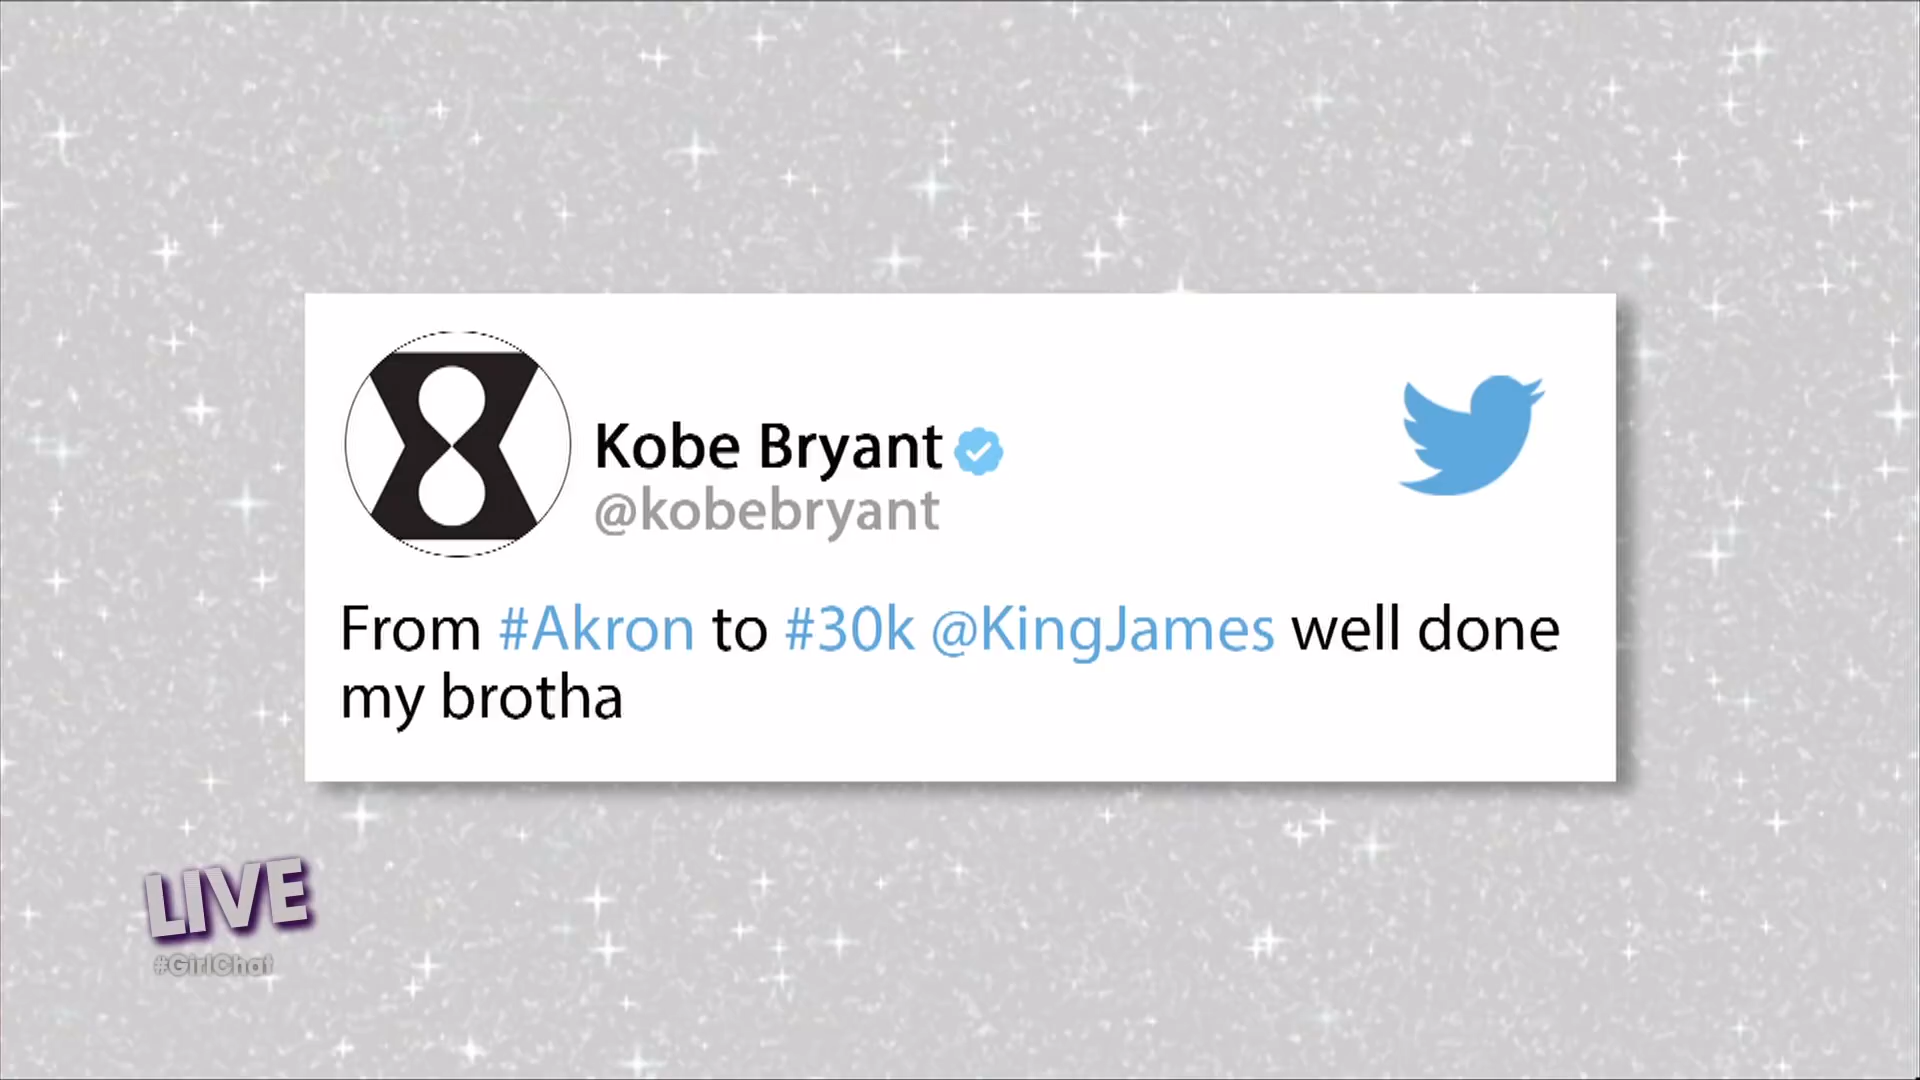 Kobe Bryant
@kobebryant
From #Akron to #30k @KingJames well done
my brotha
LIVE
#GirlChat